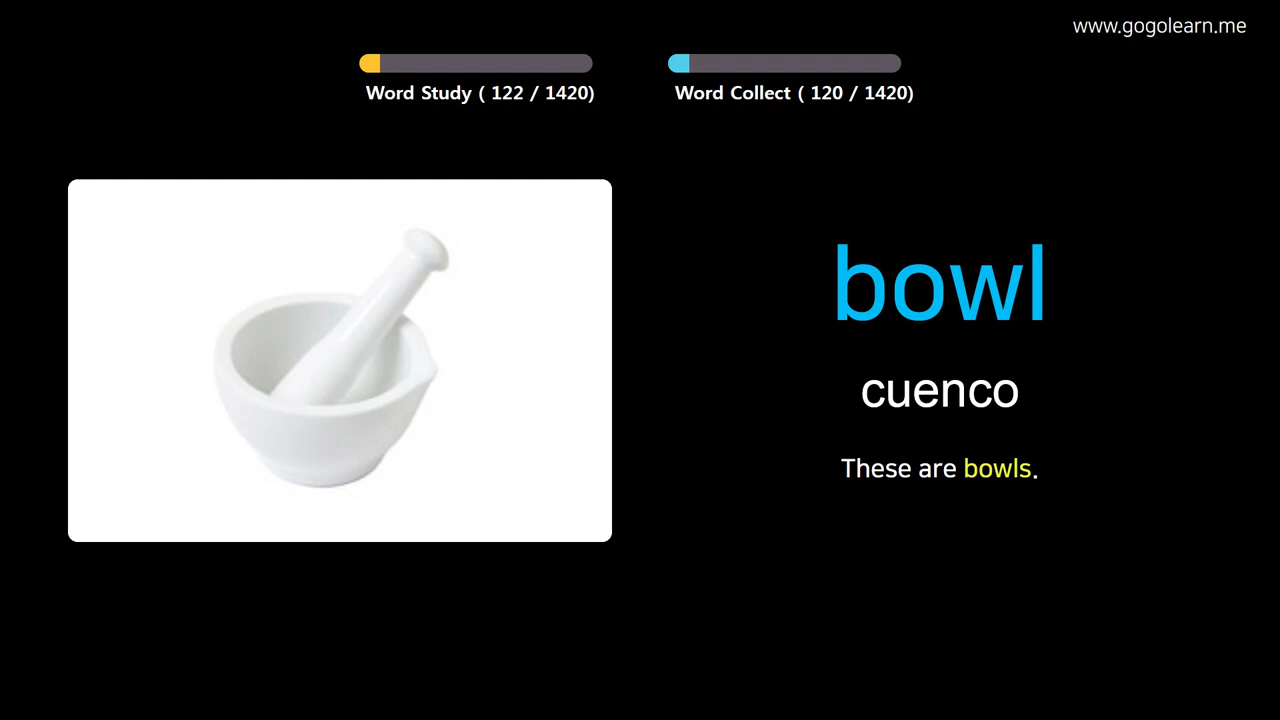 www.gogolearn.me
Word Study ( 122 / 1420)
Word Collect ( 120 / 1420)
bowl
cuenco
These are bowls.